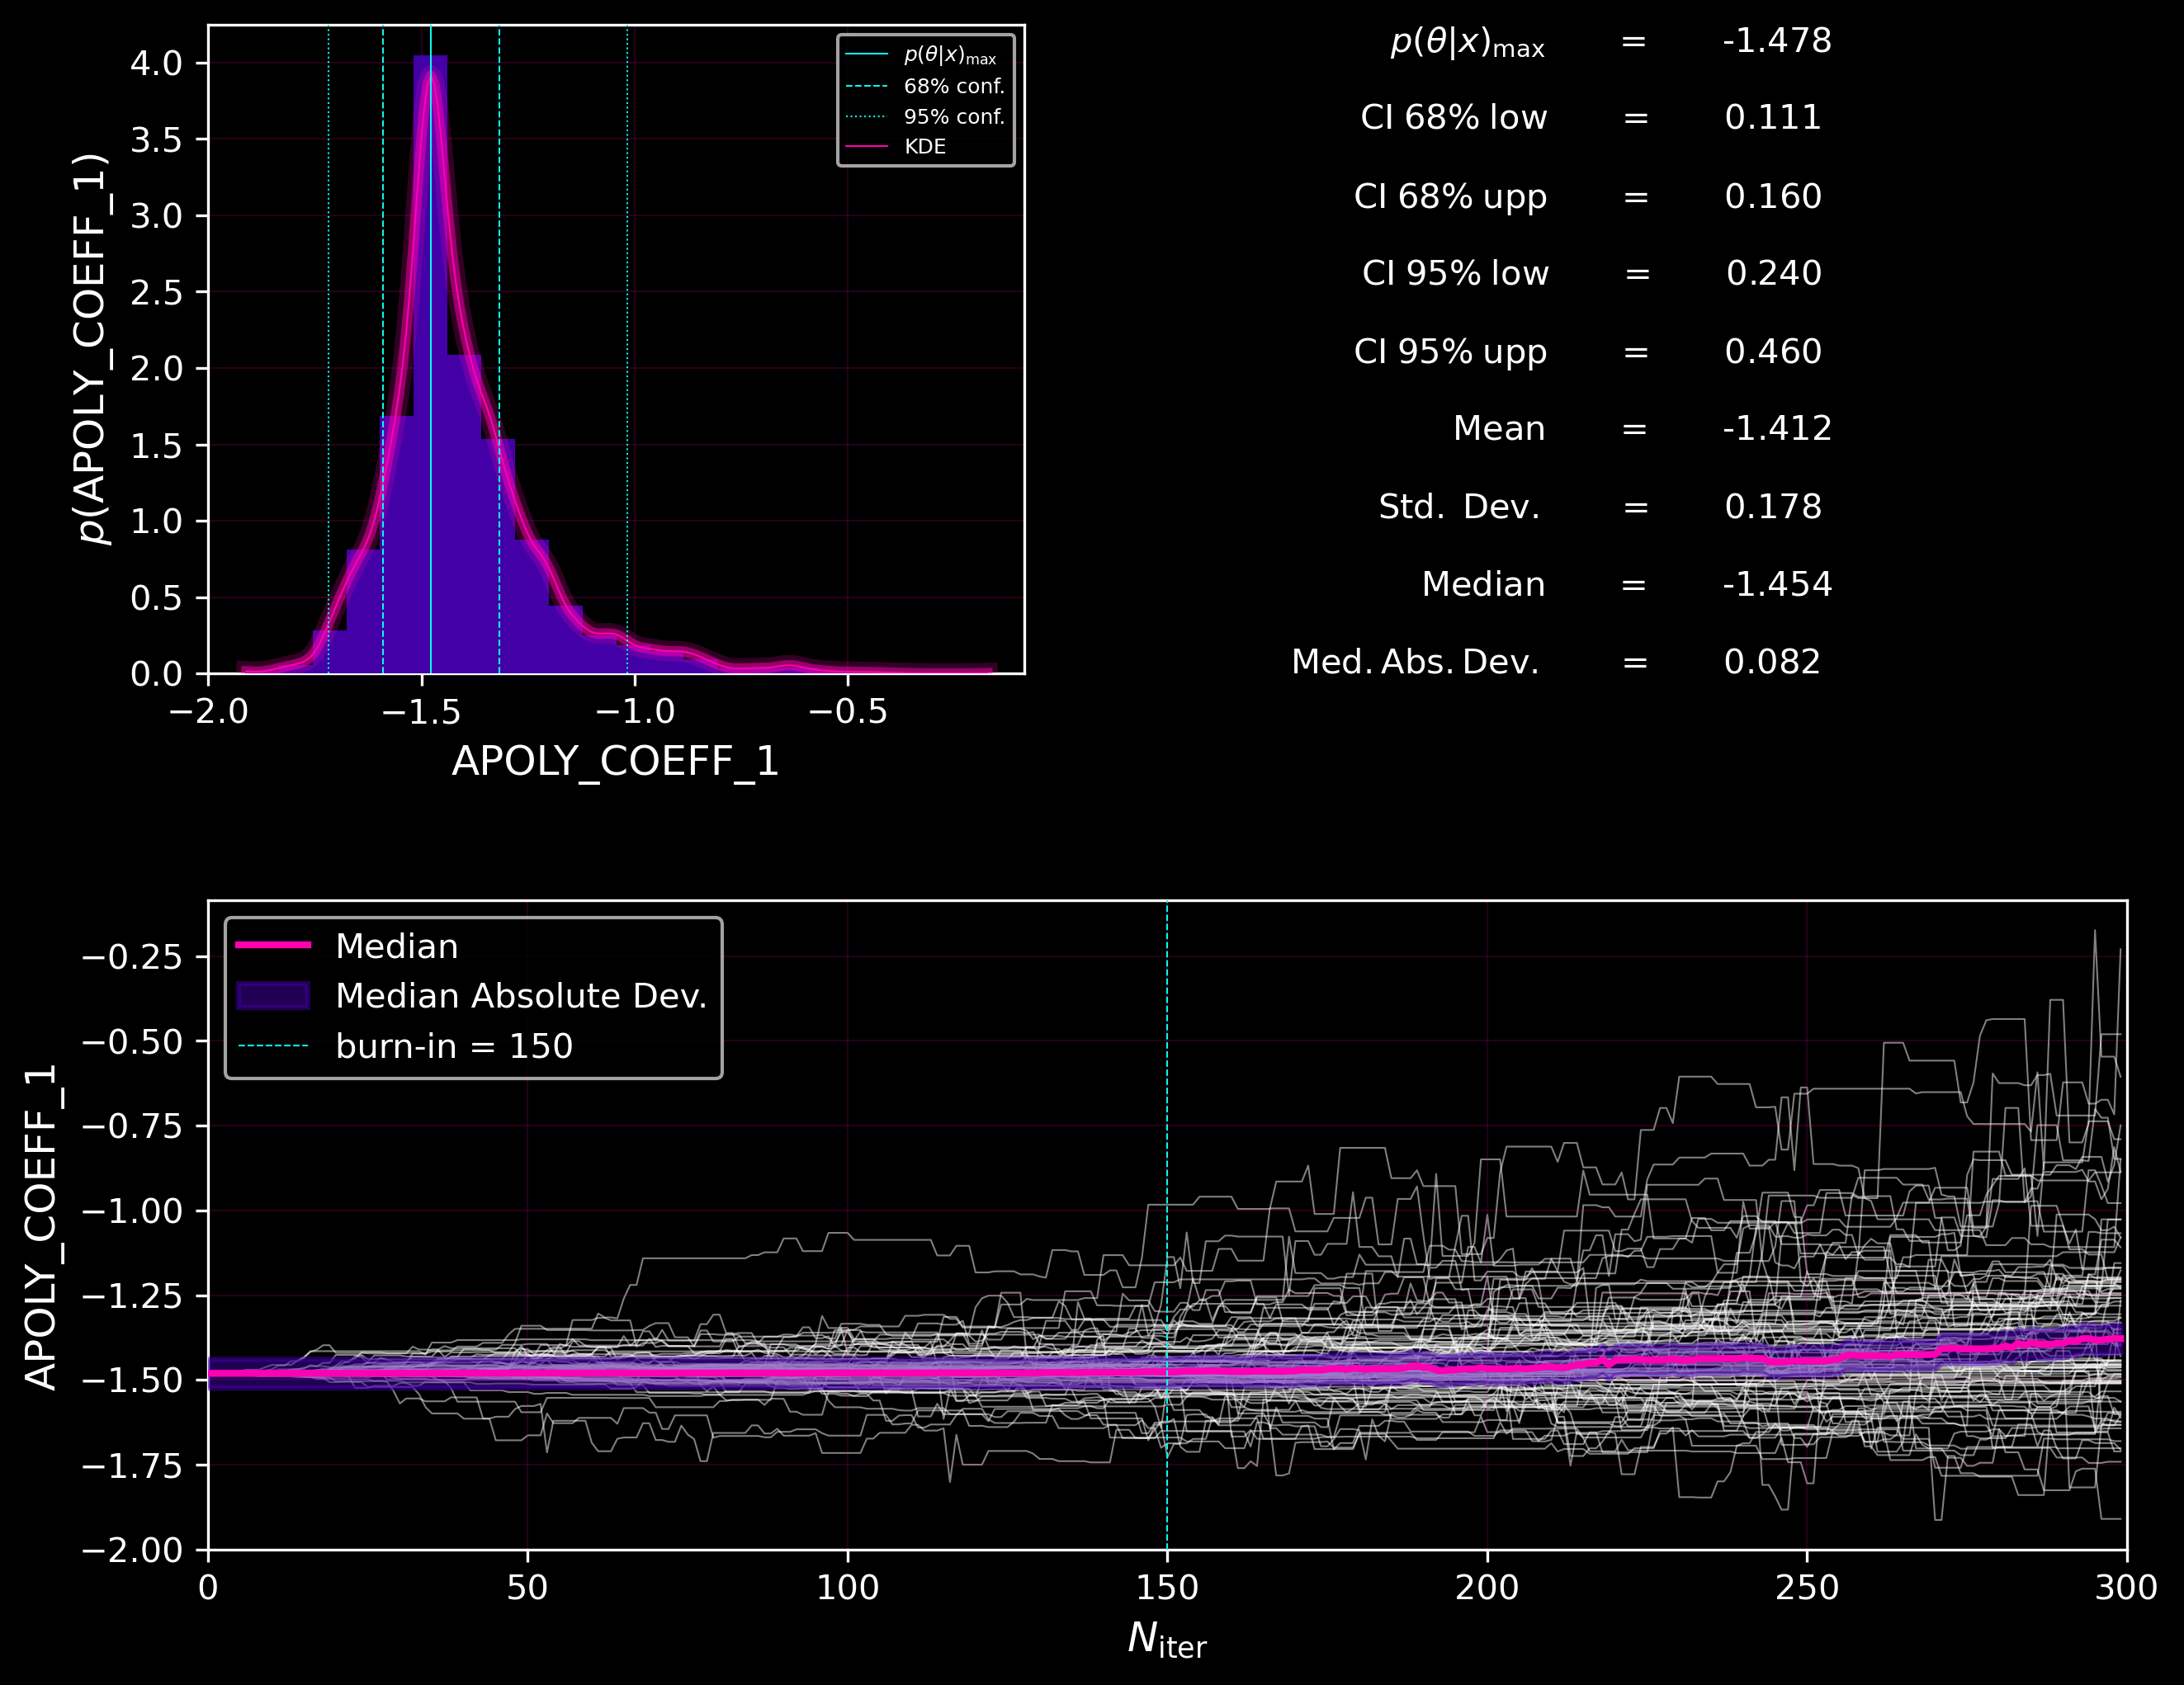 p(APOLY_COEFF_1)
4.0
3.5
3.0
2.5
2.0
1.5
1.0
0.5
0.0
−2.0 −1.5 −1.0 −0.5
APOLY_COEFF_1
p(θ|x)max
68% conf.
95% conf.
KDE
p(θ|x)max = -1.478
CI 68% low = 0.111
CI 68% upp = 0.160
CI 95% low = 0.240
CI 95% upp = 0.460
Mean = -1.412
Std. Dev. = 0.178
Median = -1.454
Med. Abs. Dev. = 0.082
APOLY_COEFF_1
−0.25
−0.50
−0.75
−1.00
−1.25
−1.50
−1.75
−2.00
Median
Median Absolute Dev.
burn-in = 150
0 50 100 150 200 250 300
Niter